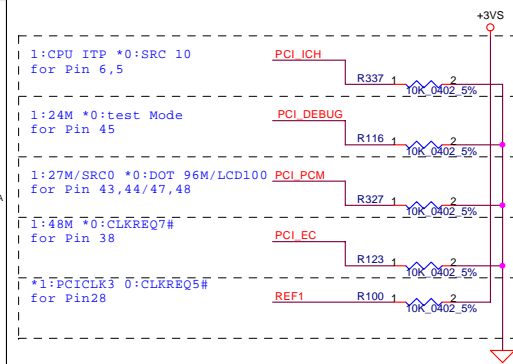 +3VS
1:CPU ITP *0:SRC 10 PCI_ICH
for Pin 6,5
R337 1 2
10K_0402_5%
1:24M *0:test Mode PCI_DEBUG
for Pin 45
R116 1 2
10K_0402_5%
1:27M/SRC0 *0:DOT 96M/LCD100 PCI_PCM
for Pin 43,44/47,48
R327 1 2
10K_0402_5%
A
1:48M *0:CLKREQ7#
for Pin 38 PCI_EC
R123 1 2
10K_0402_5%
*1:PCICLK3 0:CLKREQ5#
for Pin28 REF1 R100 1 2
10K_0402_5%